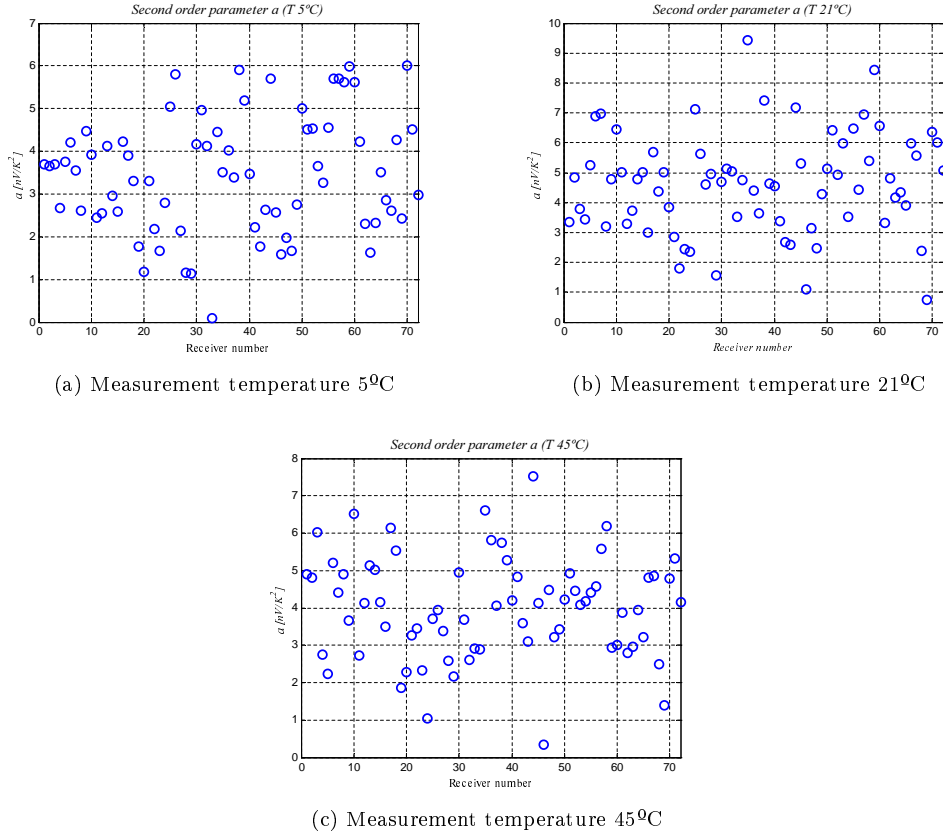 Second order parameter a (T 5ºC)
7
6
5
4
3
2
1
0
a [nV/K²]
0 10 20 30 40 50 60 70
Receiver number
(a) Measurement temperature 5ºC
Second order parameter a (T 21ºC)
10
9
8
7
6
5
4
3
2
1
0
a [nV/K²]
0 10 20 30 40 50 60 70
Receiver number
(b) Measurement temperature 21ºC
Second order parameter a (T 45ºC)
8
7
6
5
4
3
2
1
0
a [nV/K²]
0 10 20 30 40 50 60 70
Receiver number
(c) Measurement temperature 45ºC